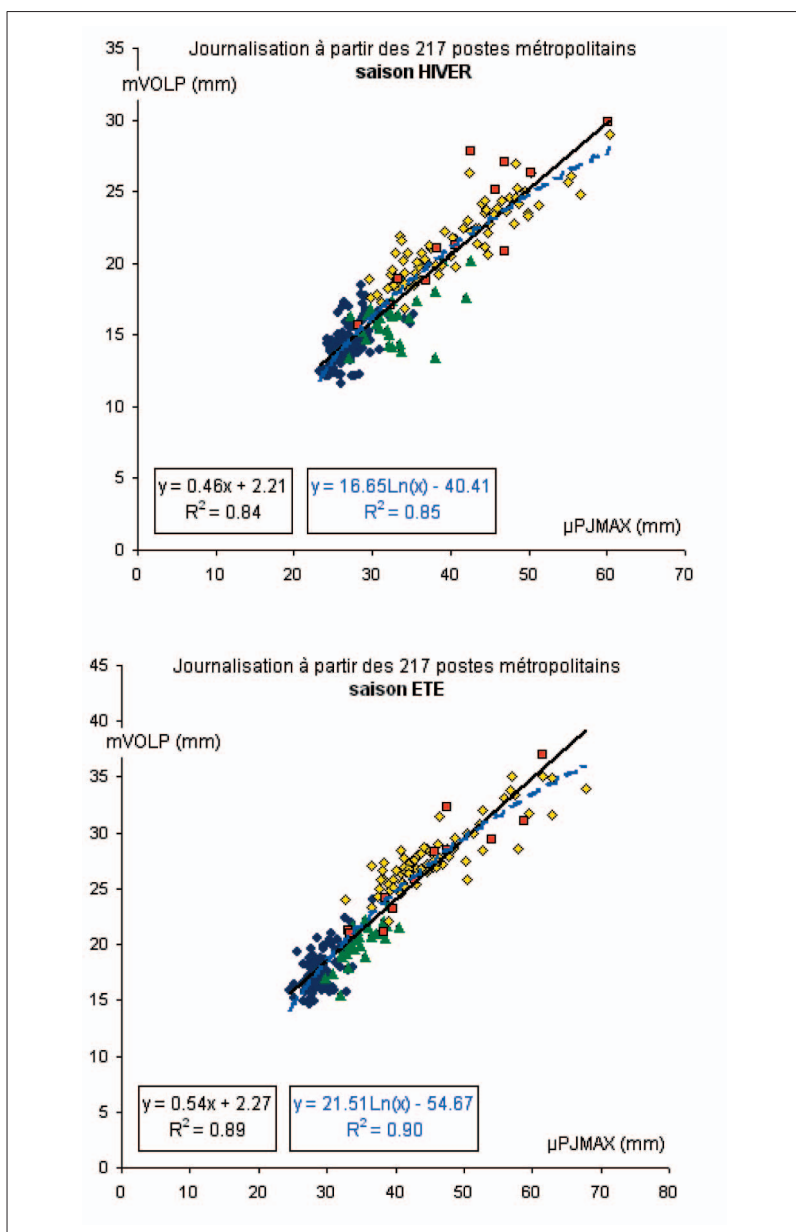 Journalisation à partir des 217 postes métropolitains
saison HIVER
mVOLP (mm)
35
30
25
20
15
10
5
0
y = 0.46x + 2.21
R² = 0.84
y = 16.65Ln(x) - 40.41
R² = 0.85
µPJMAX (mm)
0 10 20 30 40 50 60 70
Journalisation à partir des 217 postes métropolitains
saison ETE
mVOLP (mm)
45
40
35
30
25
20
15
10
5
0
y = 0.54x + 2.27
R² = 0.89
y = 21.51Ln(x) - 54.67
R² = 0.90
µPJMAX (mm)
0 10 20 30 40 50 60 70 80